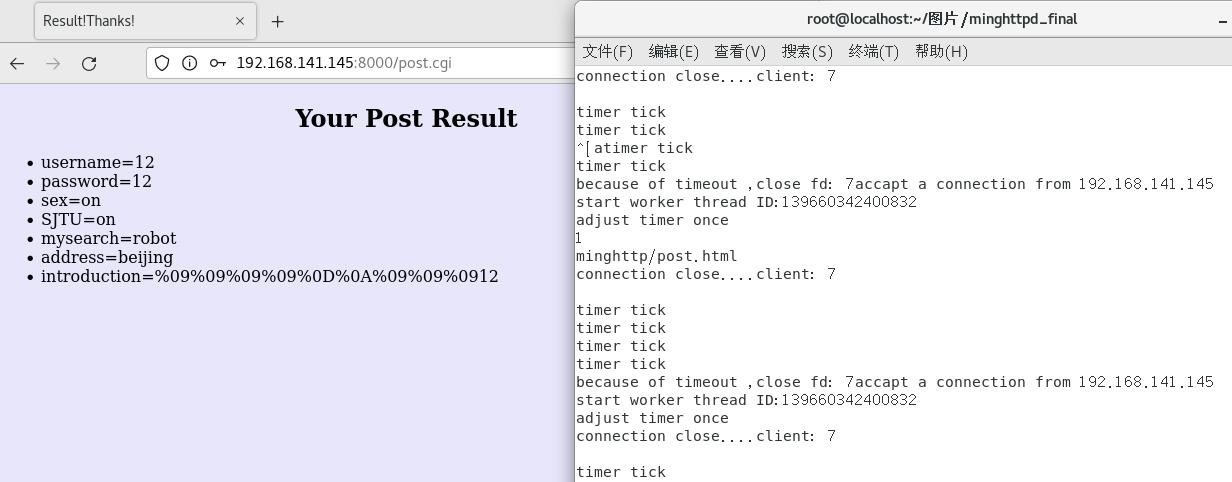 Result!Thanks!
192.168.141.145:8000/post.cgi
Your Post Result
• username=12
• password=12
• sex=on
• SJTU=on
• mysearch=robot
• address=beijing
• introduction=%09%09%09%09%0D%0A%09%09%0912
root@localhost:~/图片/minghttpd_final
文件(F) 编辑(E) 查看(V) 搜索(S) 终端(T) 帮助(H)
connection close....client: 7
timer tick
timer tick
^[atimer tick
timer tick
because of timeout ,close fd: 7accapt a connection from 192.168.141.145
start worker thread ID:139660342400832
adjust timer once
1
minghttp/post.html
connection close....client: 7
timer tick
timer tick
timer tick
timer tick
because of timeout ,close fd: 7accapt a connection from 192.168.141.145
start worker thread ID:139660342400832
adjust timer once
connection close....client: 7
timer tick